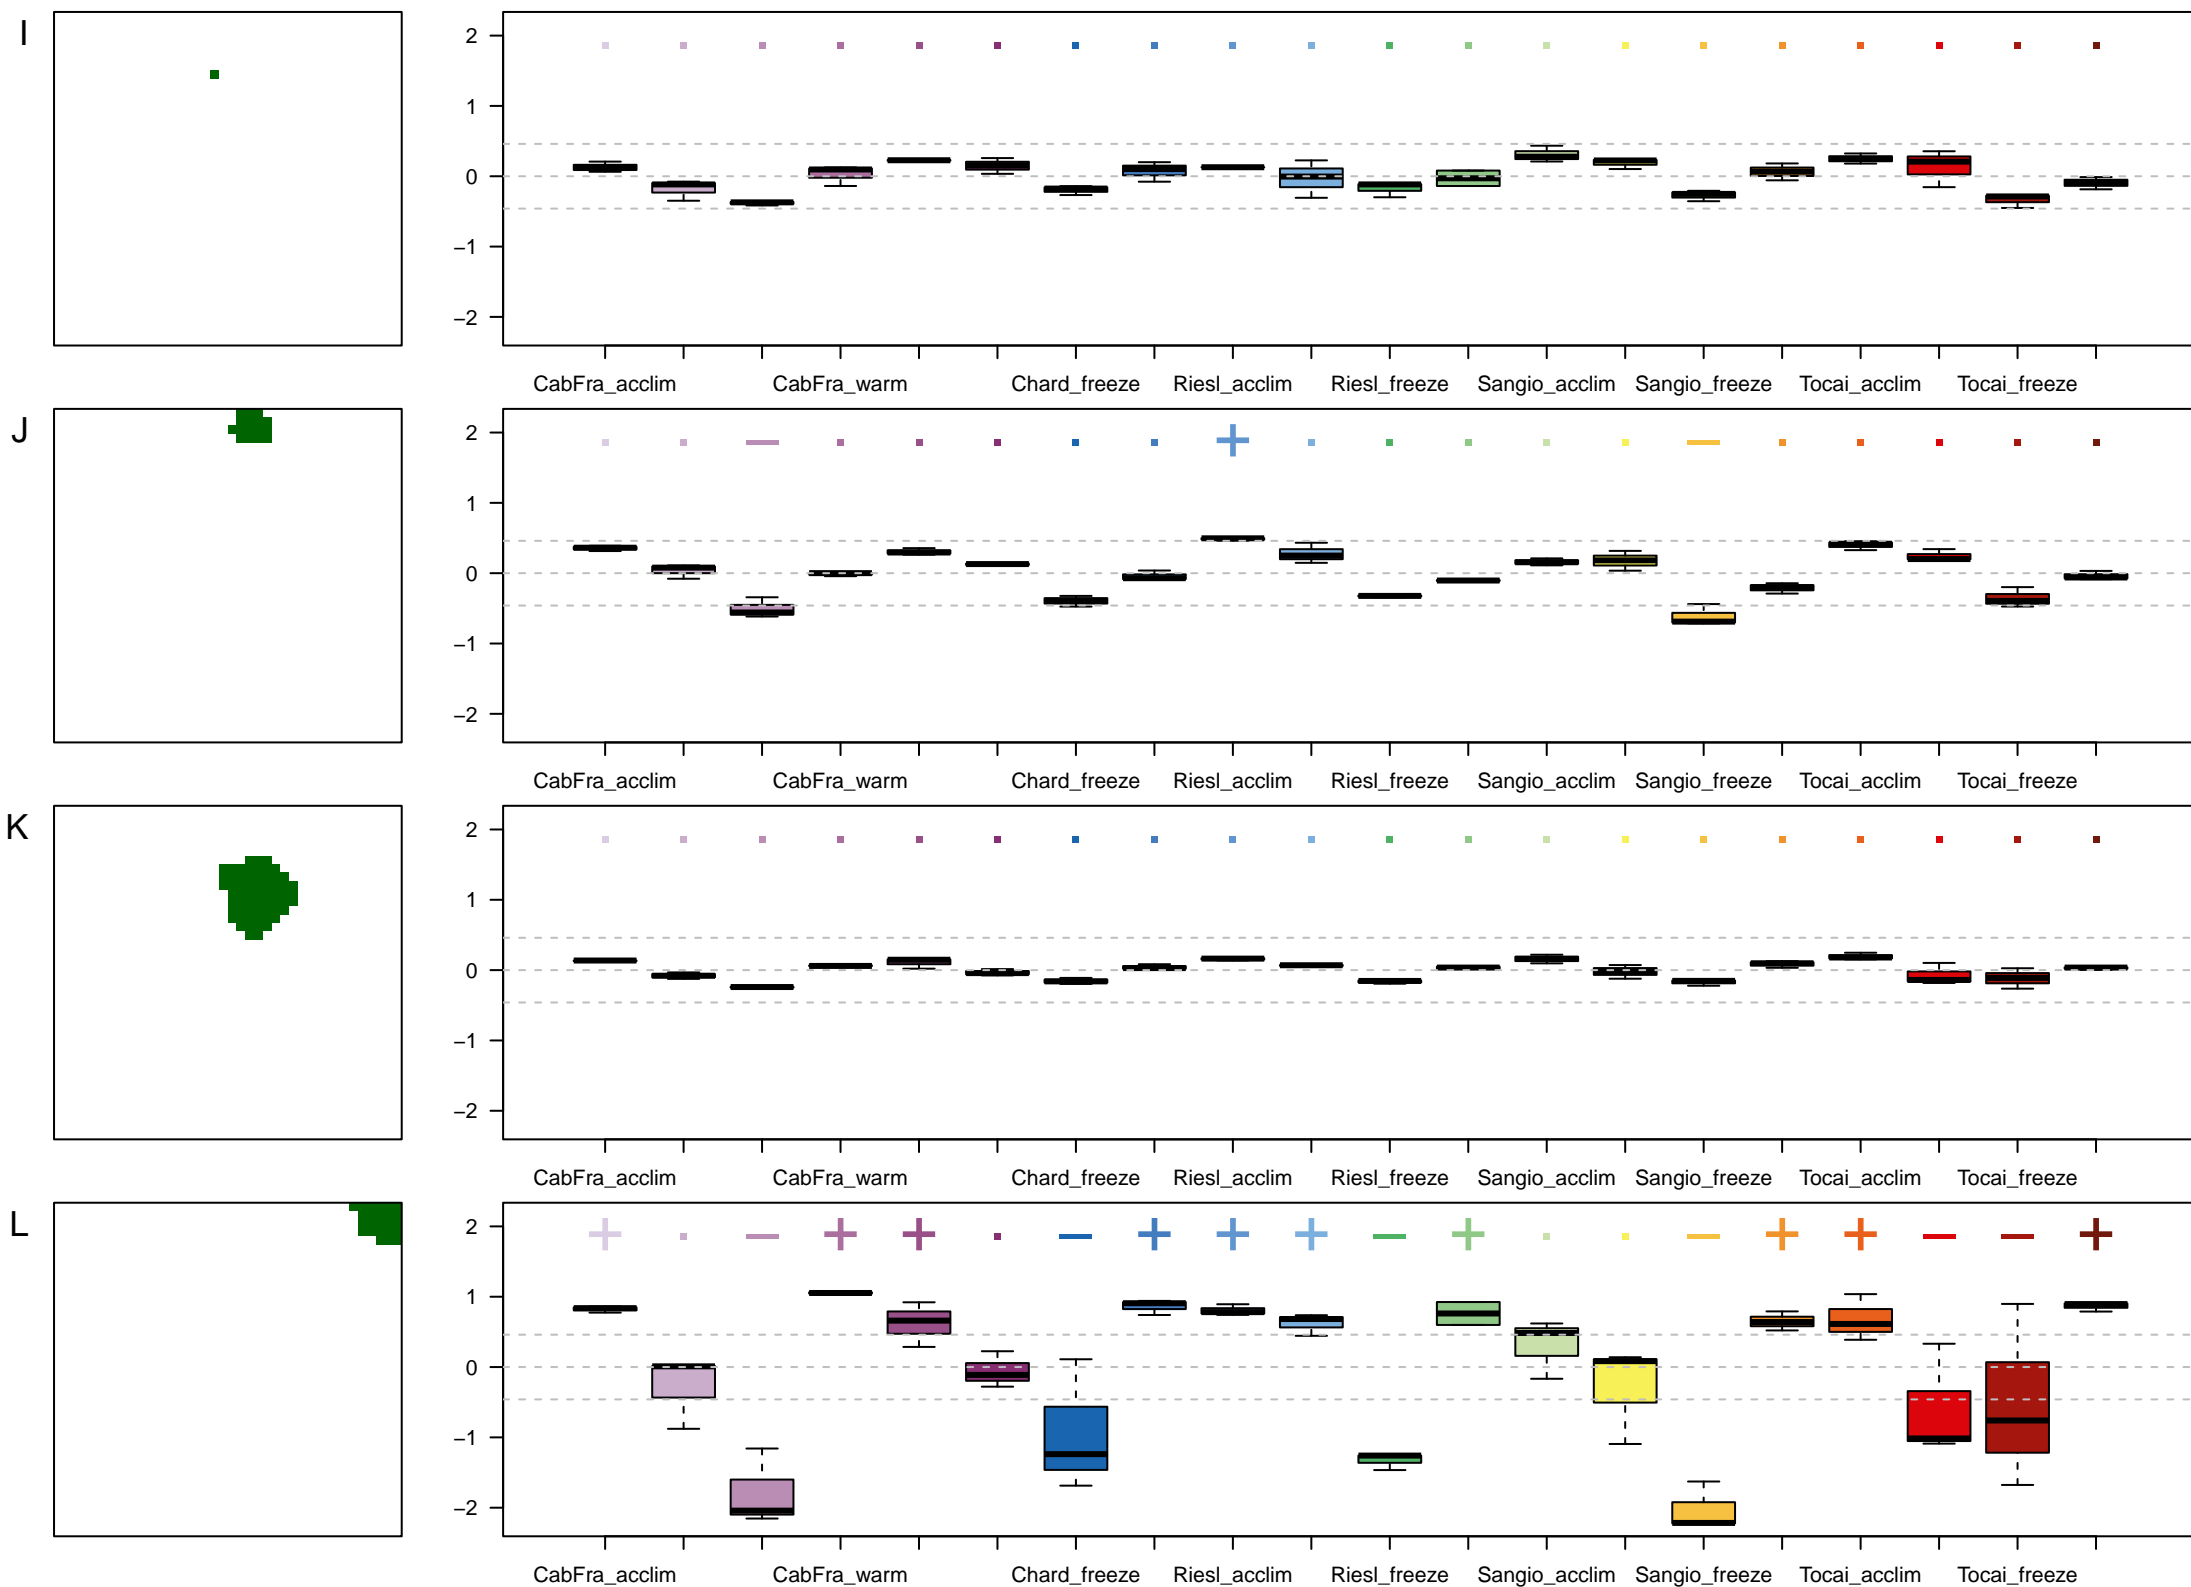 I
2
1
0
−1
−2
CabFra_acclim CabFra_warm Chard_freeze Riesl_acclim Riesl_freeze Sangio_acclim Sangio_freeze Tocai_acclim Tocai_freeze
J
2
1
0
−1
−2
CabFra_acclim CabFra_warm Chard_freeze Riesl_acclim Riesl_freeze Sangio_acclim Sangio_freeze Tocai_acclim Tocai_freeze
K
2
1
0
−1
−2
CabFra_acclim CabFra_warm Chard_freeze Riesl_acclim Riesl_freeze Sangio_acclim Sangio_freeze Tocai_acclim Tocai_freeze
L
2
1
0
−1
−2
CabFra_acclim CabFra_warm Chard_freeze Riesl_acclim Riesl_freeze Sangio_acclim Sangio_freeze Tocai_acclim Tocai_freeze